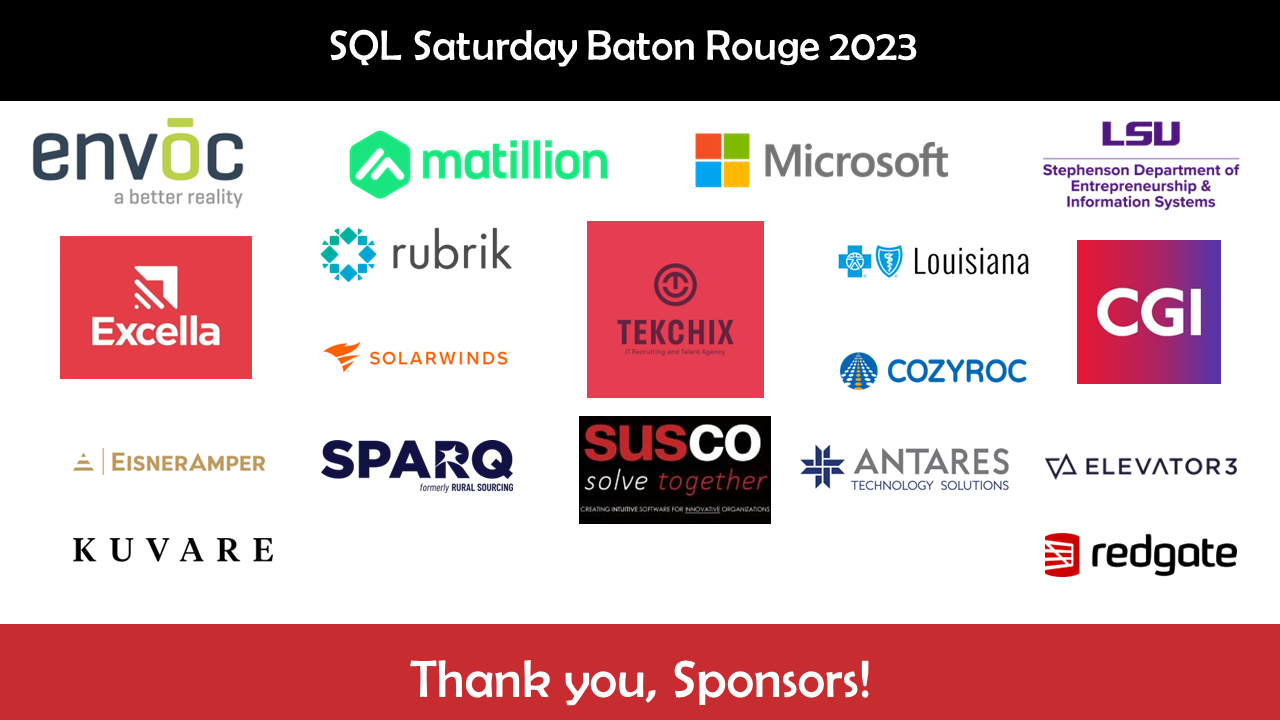 SQL Saturday Baton Rouge 2023
envōc
a better reality
matillion
Microsoft
LSU
Stephenson Department of
Entrepreneurship &
Information Systems
Excella
rubrik
TEKCHIX
IT Recruiting and Talent Agency
Louisiana
CGI
SOLARWINDS
COZYROC
EISNERAMPER
SPARQ
formerly RURAL SOURCING
SUSCO
solve together
CREATING INTUITIVE SOFTWARE FOR INNOVATIVE ORGANIZATIONS
ANTARES
TECHNOLOGY SOLUTIONS
ELEVATOR3
KUVARE
redgate
Thank you, Sponsors!